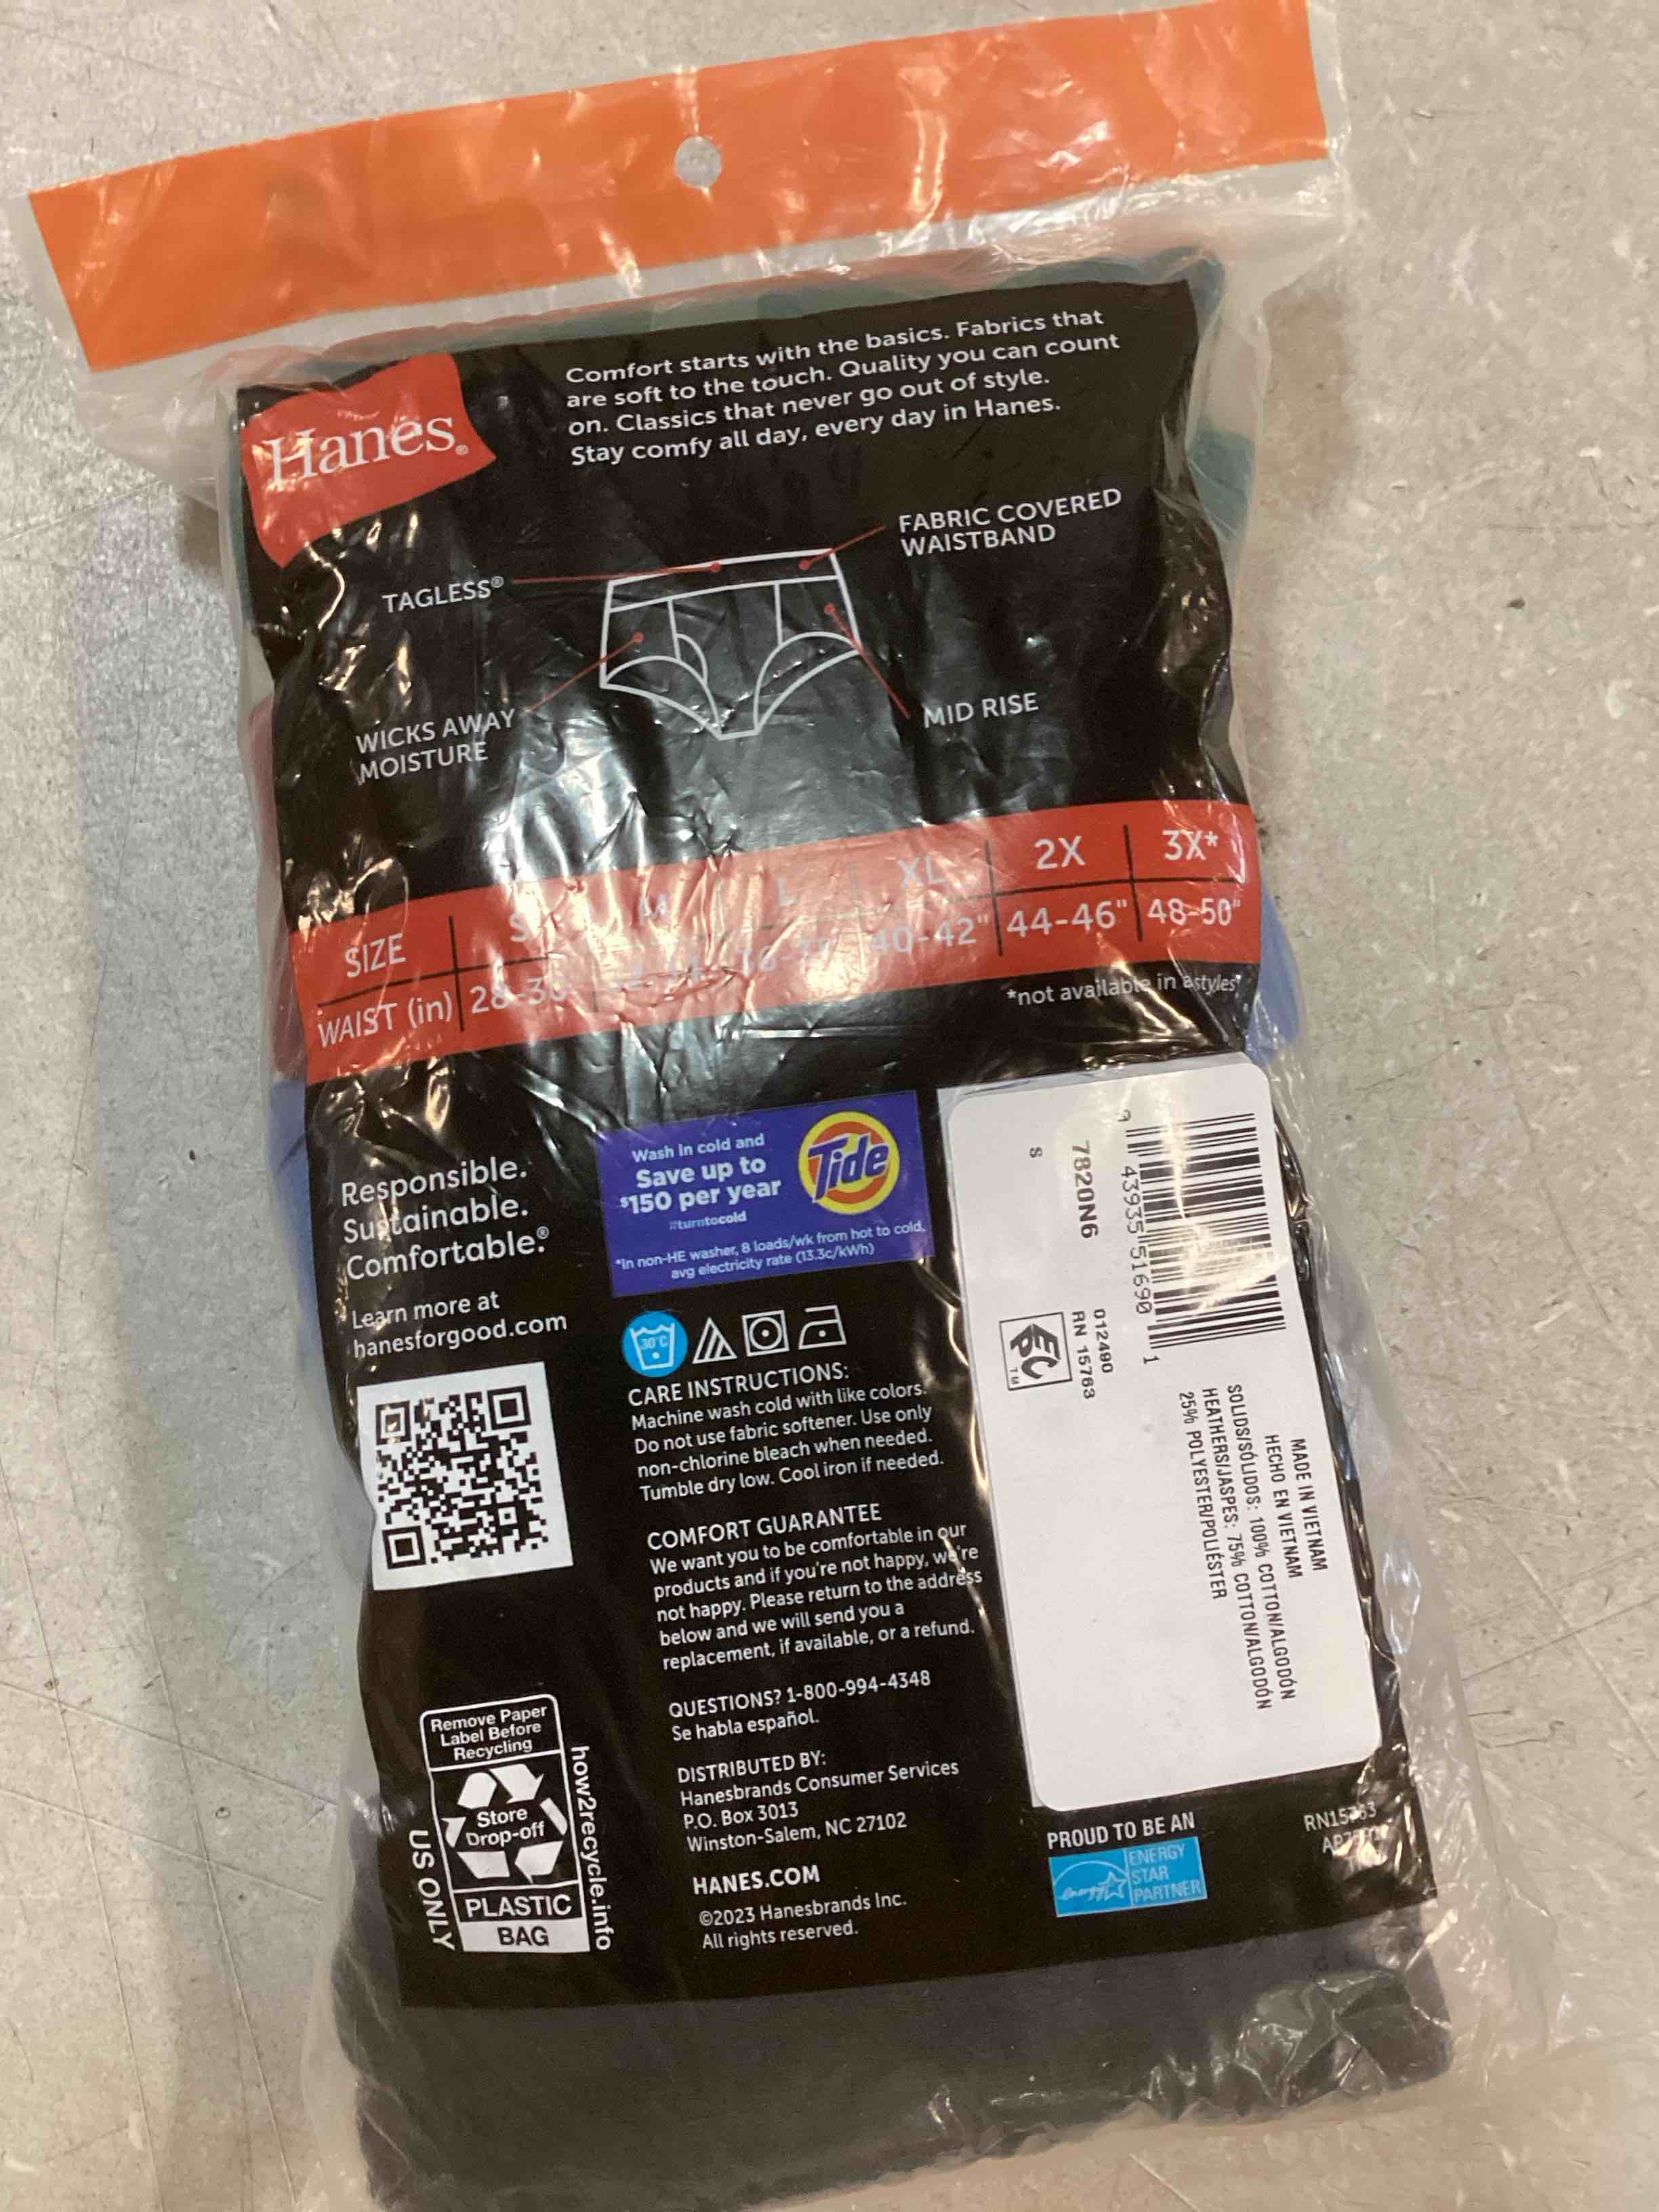 Hanes®
Comfort starts with the basics. Fabrics that
are soft to the touch. Quality you can count
on. Classics that never go out of style.
Stay comfy all day, every day in Hanes.
FABRIC COVERED
WAISTBAND
TAGLESS®
WICKS AWAY
MOISTURE
MID RISE
SIZE S M L XL 2X 3X*
WAIST (in) 28-30 40-42" 44-46" 48-50"
*not available in styles
Responsible.
Sustainable.
Comfortable.®
Learn more at
hanesforgood.com
Wash in cold and
Save up to
$150 per year
#turntocold
Tide
*In non-HE washer, 8 loads/wk from hot to cold,
avg electricity rate (13.3c/kWh)
30°C
CARE INSTRUCTIONS:
Machine wash cold with like colors.
Do not use fabric softener. Use only
non-chlorine bleach when needed.
Tumble dry low. Cool iron if needed.
COMFORT GUARANTEE
We want you to be comfortable in our
products and if you're not happy, we're
not happy. Please return to the address
below and we will send you a
replacement, if available, or a refund.
QUESTIONS? 1-800-994-4348
Se habla español.
DISTRIBUTED BY:
Hanesbrands Consumer Services
P.O. Box 3013
Winston-Salem, NC 27102
HANES.COM
©2023 Hanesbrands Inc.
All rights reserved.
Remove Paper
Label Before
Recycling
Store
Drop-off
PLASTIC
BAG
US ONLY
how2recycle.info
9 43935 51690 1
7820N6
S
012490
RN 15763
EPC
TM
MADE IN VIETNAM
HECHO EN VIETNAM
SOLIDS/SÓLIDOS: 100% COTTON/ALGODÓN
HEATHERS/JASPES: 75% COTTON/ALGODÓN
25% POLYESTER/POLIÉSTER
PROUD TO BE AN
energy
ENERGY
STAR
PARTNER